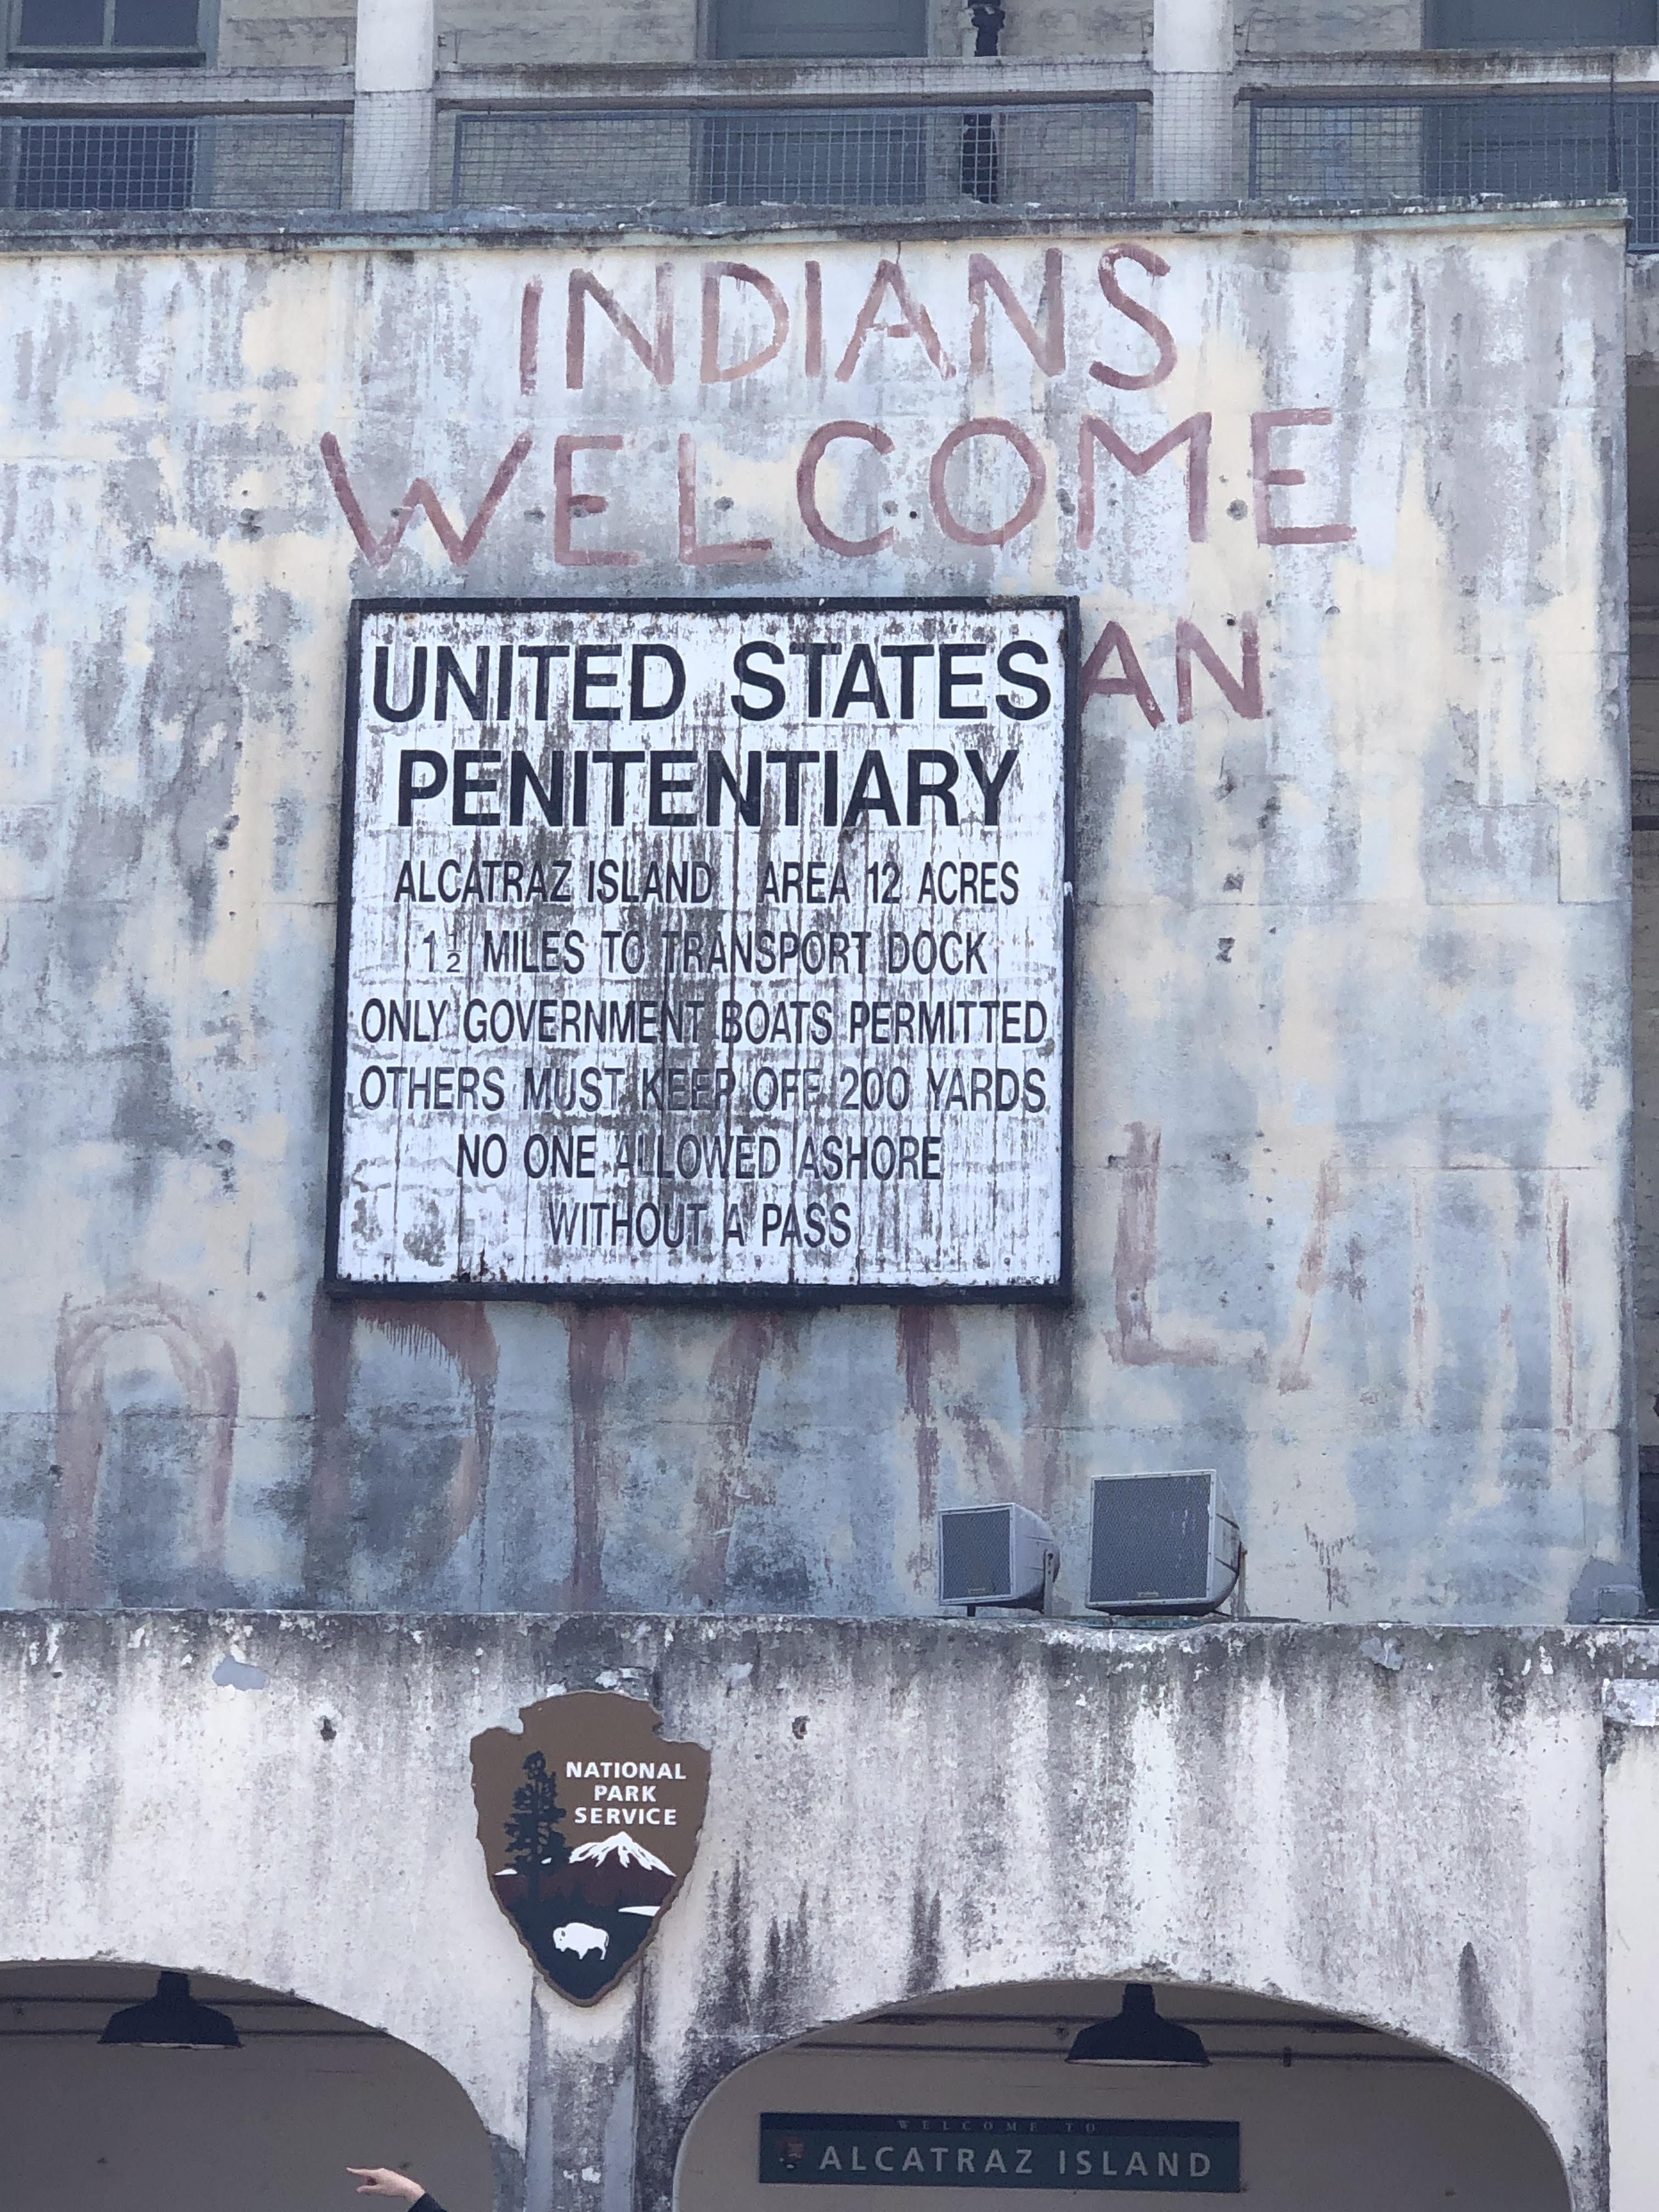 INDIANS
WELCOME
UNITED STATES
PENITENTIARY
ALCATRAZ ISLAND AREA 12 ACRES
1½ MILES TO TRANSPORT DOCK
ONLY GOVERNMENT BOATS PERMITTED
OTHERS MUST KEEP OFF 200 YARDS
NO ONE ALLOWED ASHORE
WITHOUT A PASS
AN
NATIONAL
PARK
SERVICE
WELCOME TO
ALCATRAZ ISLAND